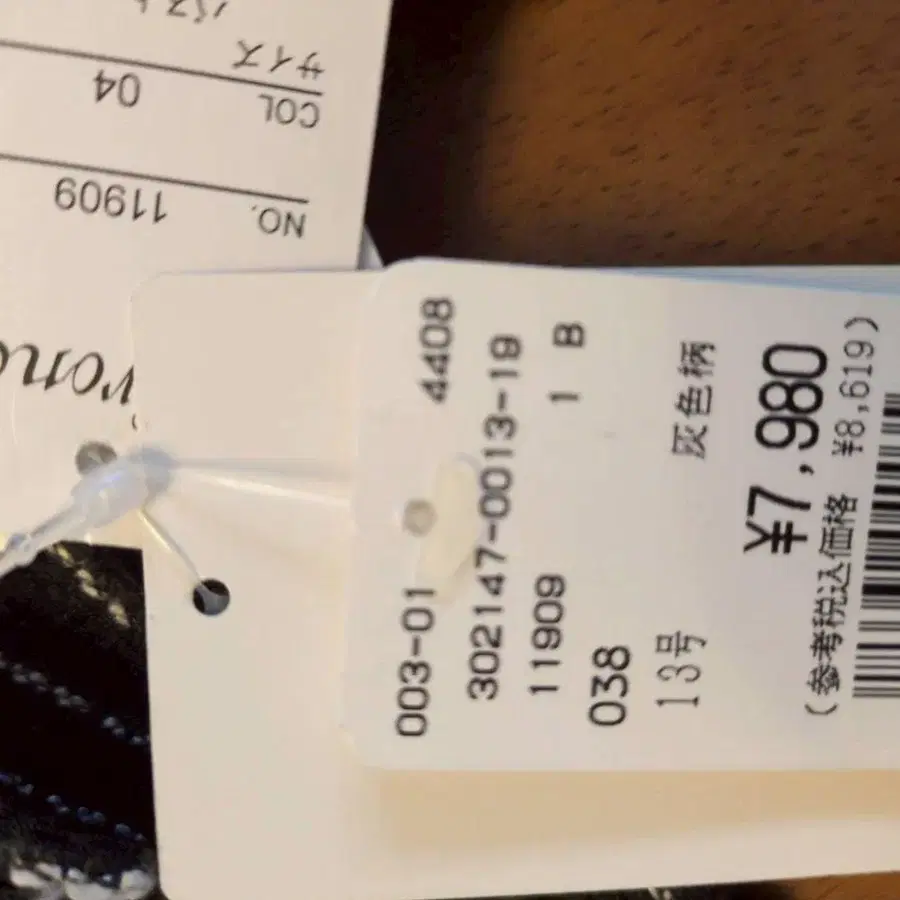 003-01 4408
302147-0013-19
11909 1 B
038
13号 灰色柄
¥7,980
(参考税込価格 ¥8,619)
NO. 11909
COL 04
サイズ